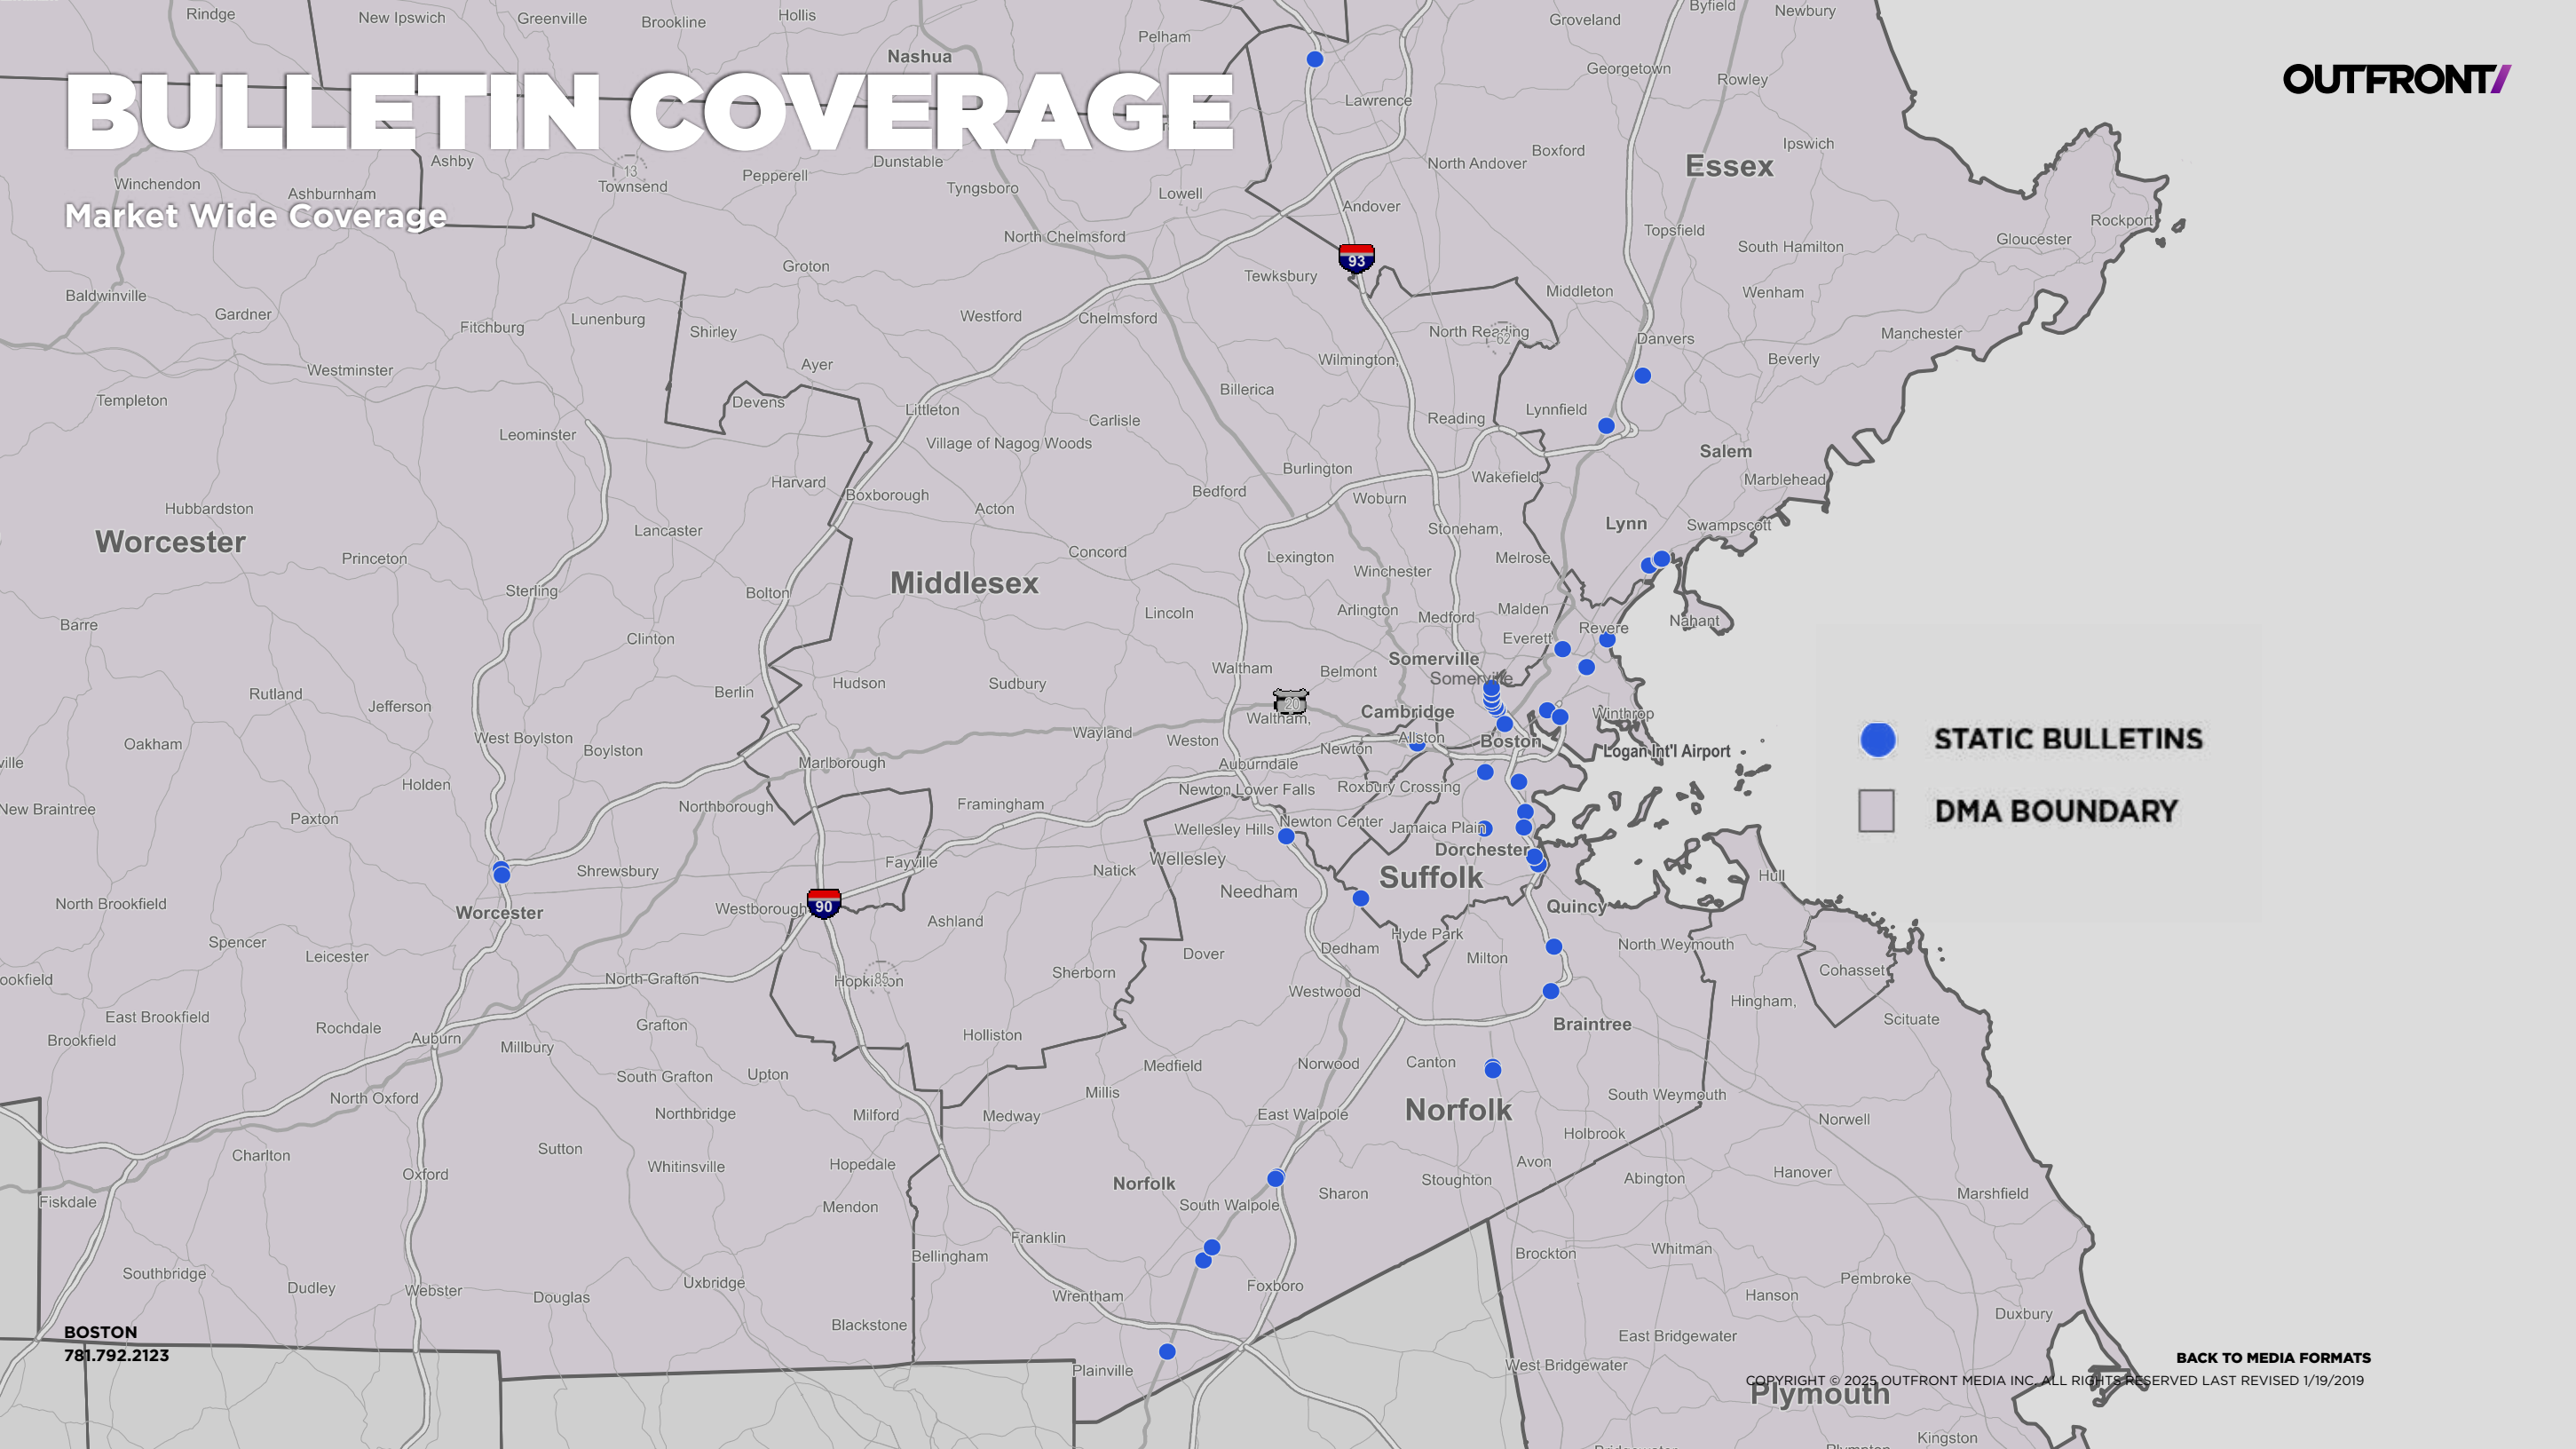 BULLETIN COVERAGE
Market Wide Coverage
OUTFRONT/
Rindge
New Ipswich
Greenville
Brookline
Hollis
Nashua
Pelham
Groveland
Byfield
Newbury
Georgetown
Rowley
Lawrence
Ashby
13
Townsend
Pepperell
Dunstable
Tyngsboro
Lowell
North Andover
Boxford
Ipswich
Essex
Winchendon
Ashburnham
Andover
Rockport
Gloucester
North Chelmsford
Topsfield
South Hamilton
93
Groton
Tewksbury
Baldwinville
Middleton
Wenham
Gardner
Fitchburg
Lunenburg
Shirley
Westford
Chelmsford
North Reading
62
Danvers
Manchester
Wilmington,
Beverly
Westminster
Ayer
Billerica
Templeton
Devens
Littleton
Carlisle
Reading
Lynnfield
Leominster
Village of Nagog Woods
Salem
Burlington
Wakefield
Marblehead
Harvard
Boxborough
Bedford
Woburn
Hubbardston
Acton
Lancaster
Stoneham,
Lynn
Swampscott
Worcester
Princeton
Concord
Lexington
Melrose
Winchester
Middlesex
Sterling
Bolton
Lincoln
Arlington
Medford
Malden
Barre
Clinton
Everett
Revere
Nahant
Waltham
Belmont
Somerville
Somerville
Rutland
Jefferson
Berlin
Hudson
Sudbury
20
Waltham,
Cambridge
Winthrop
Oakham
West Boylston
Boylston
Wayland
Weston
Newton
Allston
Boston
Logan Int'l Airport
STATIC BULLETINS
ville
Holden
Marlborough
Auburndale
Newton Lower Falls
Roxbury Crossing
New Braintree
Paxton
Northborough
Framingham
DMA BOUNDARY
Wellesley Hills
Newton Center
Jamaica Plain
Dorchester
Shrewsbury
Fayville
Natick
Wellesley
Suffolk
Hull
North Brookfield
Worcester
Westborough
90
Needham
Quincy
Ashland
Spencer
Leicester
Hyde Park
North Weymouth
Dover
Dedham
Milton
Cohasset
ookfield
North Grafton
Hopkinton
85
Sherborn
Westwood
Hingham,
East Brookfield
Rochdale
Grafton
Scituate
Brookfield
Auburn
Millbury
Holliston
Braintree
Medfield
Norwood
Canton
South Grafton
Upton
North Oxford
Millis
South Weymouth
Northbridge
Milford
Medway
East Walpole
Norfolk
Norwell
Holbrook
Charlton
Sutton
Whitinsville
Hopedale
Avon
Oxford
Norfolk
Sharon
Stoughton
Abington
Hanover
Fiskdale
Mendon
South Walpole
Marshfield
Franklin
Bellingham
Brockton
Whitman
Southbridge
Dudley
Webster
Uxbridge
Douglas
Wrentham
Foxboro
Pembroke
Hanson
Duxbury
Blackstone
East Bridgewater
Plainville
West Bridgewater
Plymouth
Kingston
BOSTON
781.792.2123
BACK TO MEDIA FORMATS
COPYRIGHT © 2025 OUTFRONT MEDIA INC. ALL RIGHTS RESERVED LAST REVISED 1/19/2019